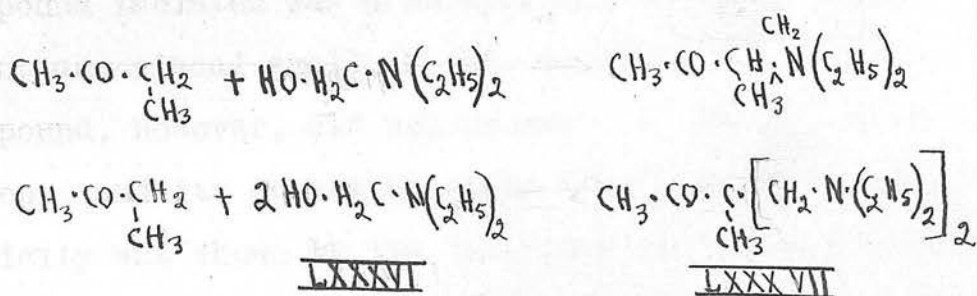 CH₂
CH₃·CO·CH₂ + HO·H₂C·N(C₂H₅)₂ CH₃·CO·CH·^N(C₂H₅)₂
CH₃ CH₃
CH₃·CO·CH₂ + 2HO·H₂C·N(C₂H₅)₂ CH₃·CO·C·[CH₂·N·(C₂H₅)₂]₂
CH₃ CH₃
LXXXVI LXXXVII